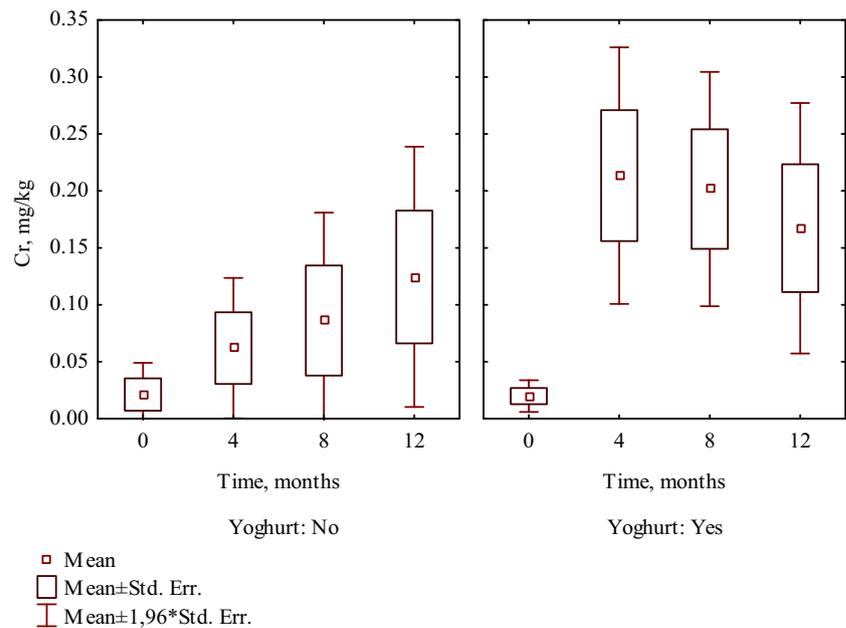 0.35
0.30
0.25
0.20
0.15
0.10
0.05
0.00
Cr, mg/kg
0 4 8 12 0 4 8 12
Time, months Time, months
Yoghurt: No Yoghurt: Yes
Mean
Mean±Std. Err.
Mean±1,96*Std. Err.